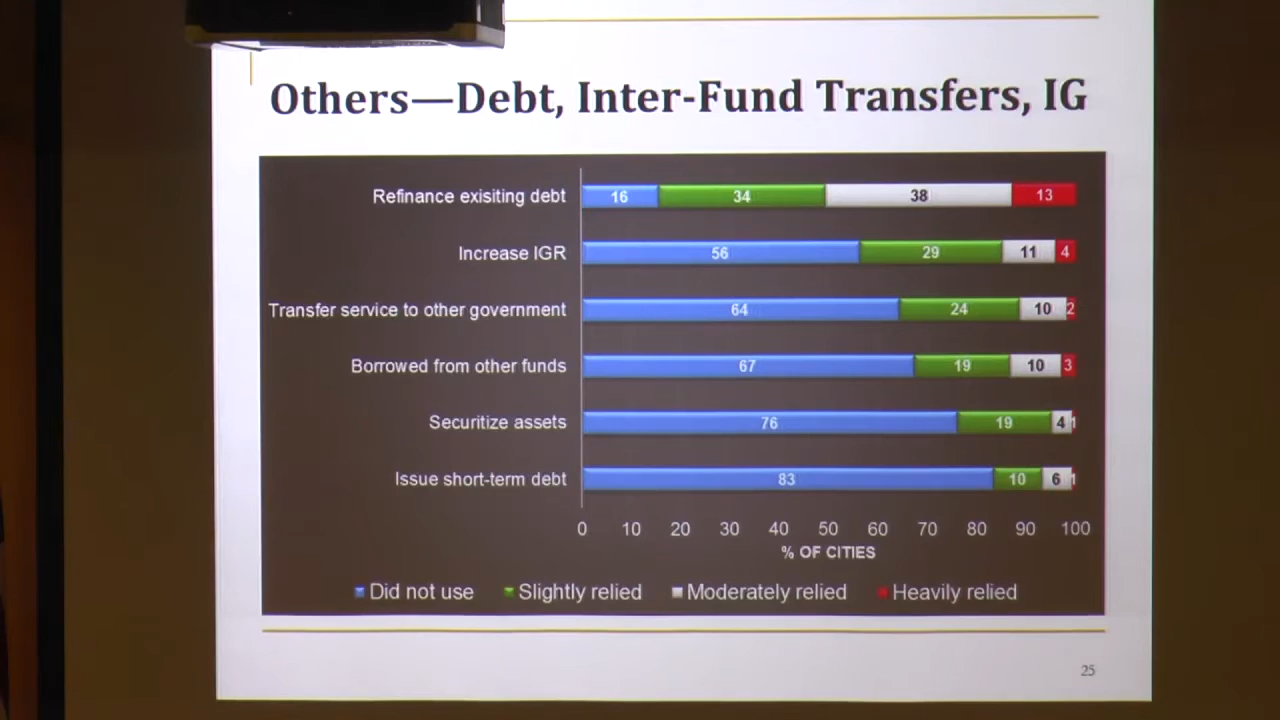 Others—Debt, Inter-Fund Transfers, IG
Refinance exisiting debt 16 34 38 13
Increase IGR 56 29 11 4
Transfer service to other government 64 24 10 2
Borrowed from other funds 67 19 10 3
Securitize assets 76 19 4 1
Issue short-term debt 83 10 6 1
0 10 20 30 40 50 60 70 80 90 100
% OF CITIES
Did not use Slightly relied Moderately relied Heavily relied
25